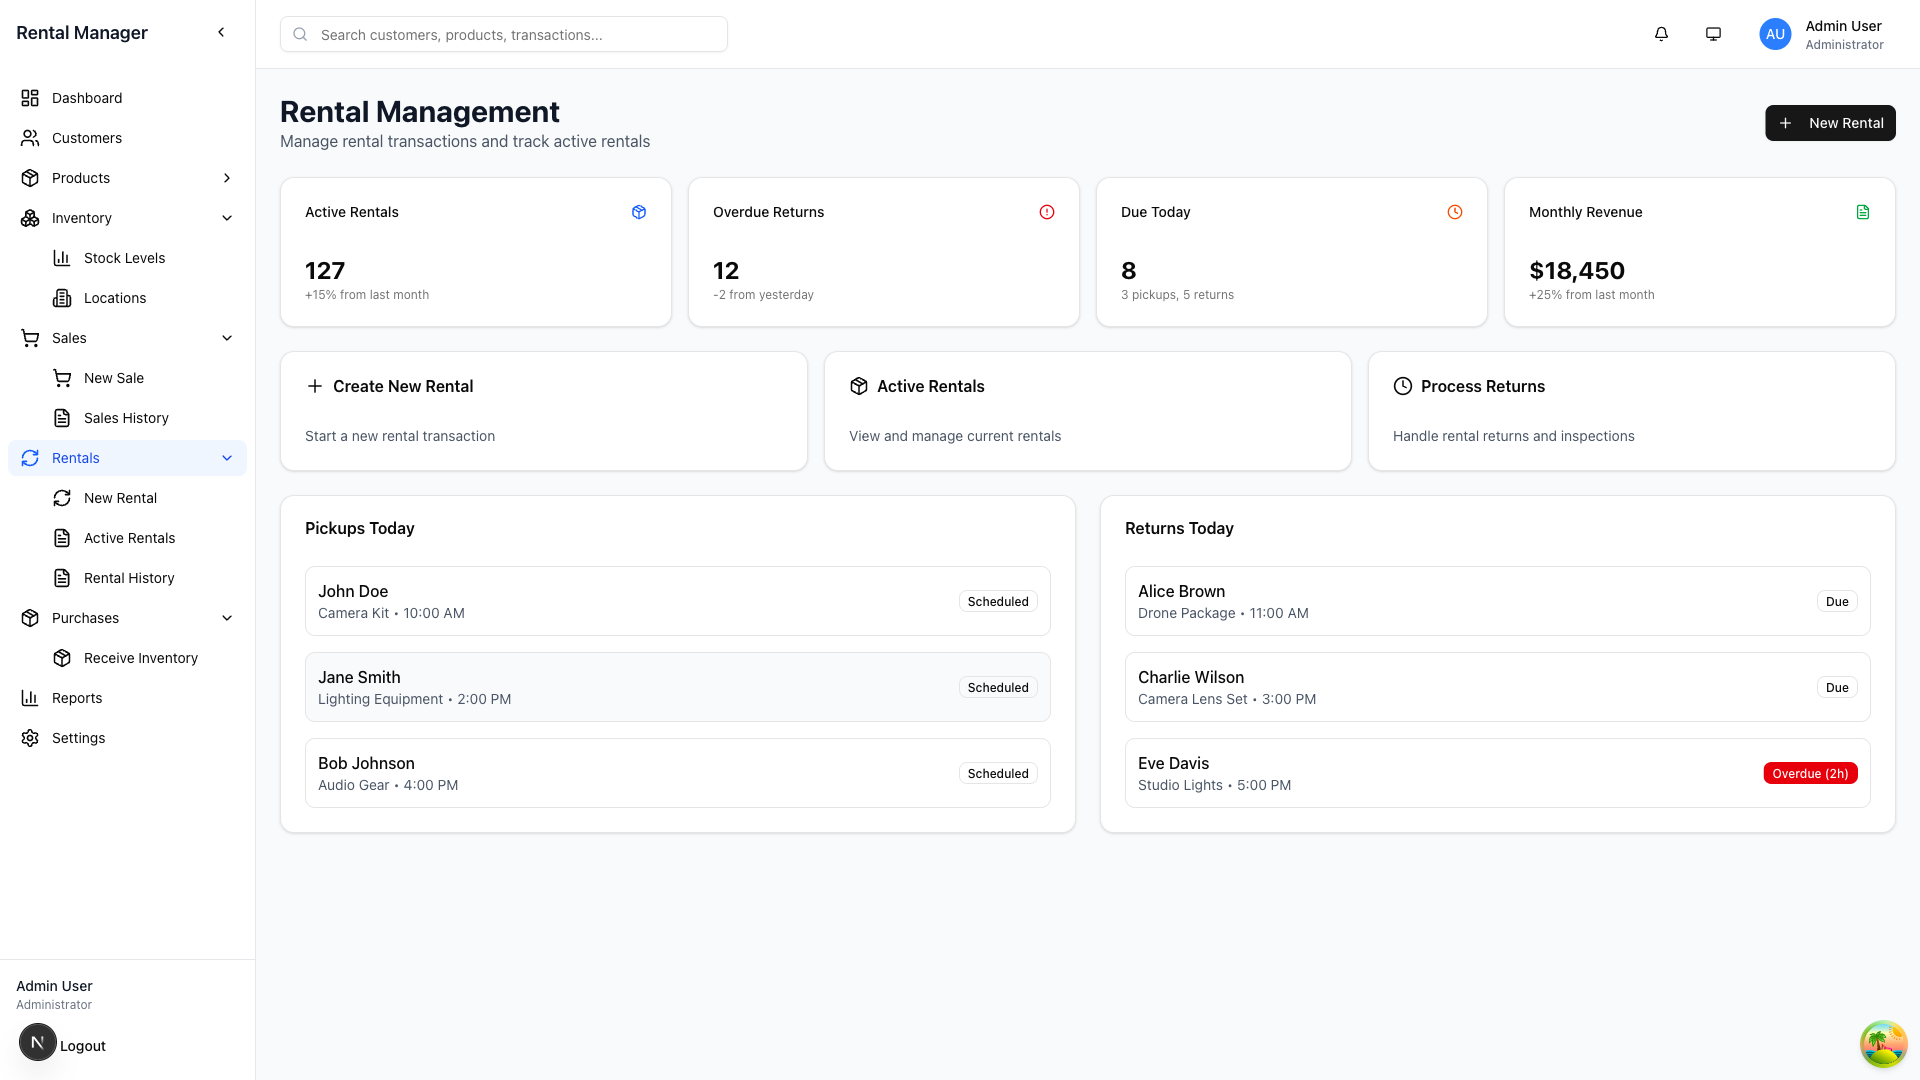 Rental Manager
Search customers, products, transactions...
AU
Admin User
Administrator
Dashboard
Customers
Products
Inventory
Stock Levels
Locations
Sales
New Sale
Sales History
Rentals
New Rental
Active Rentals
Rental History
Purchases
Receive Inventory
Reports
Settings
Admin User
Administrator
N
Logout
Rental Management
Manage rental transactions and track active rentals
New Rental
Active Rentals
127
+15% from last month
Overdue Returns
12
-2 from yesterday
Due Today
8
3 pickups, 5 returns
Monthly Revenue
$18,450
+25% from last month
Create New Rental
Start a new rental transaction
Active Rentals
View and manage current rentals
Process Returns
Handle rental returns and inspections
Pickups Today
John Doe
Camera Kit • 10:00 AM
Scheduled
Jane Smith
Lighting Equipment • 2:00 PM
Scheduled
Bob Johnson
Audio Gear • 4:00 PM
Scheduled
Returns Today
Alice Brown
Drone Package • 11:00 AM
Due
Charlie Wilson
Camera Lens Set • 3:00 PM
Due
Eve Davis
Studio Lights • 5:00 PM
Overdue (2h)